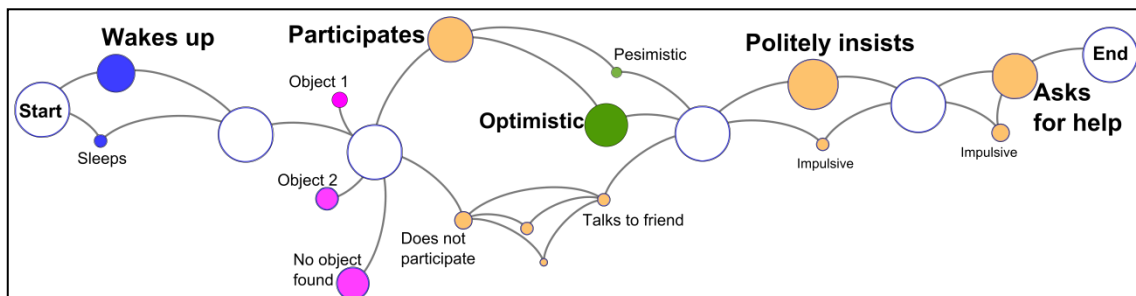 Wakes up
Start
Sleeps
Participates
Object 1
Object 2
No object
found
Pesimistic
Optimistic
Does not
participate
Talks to friend
Politely insists
Impulsive
End
Asks
for help
Impulsive